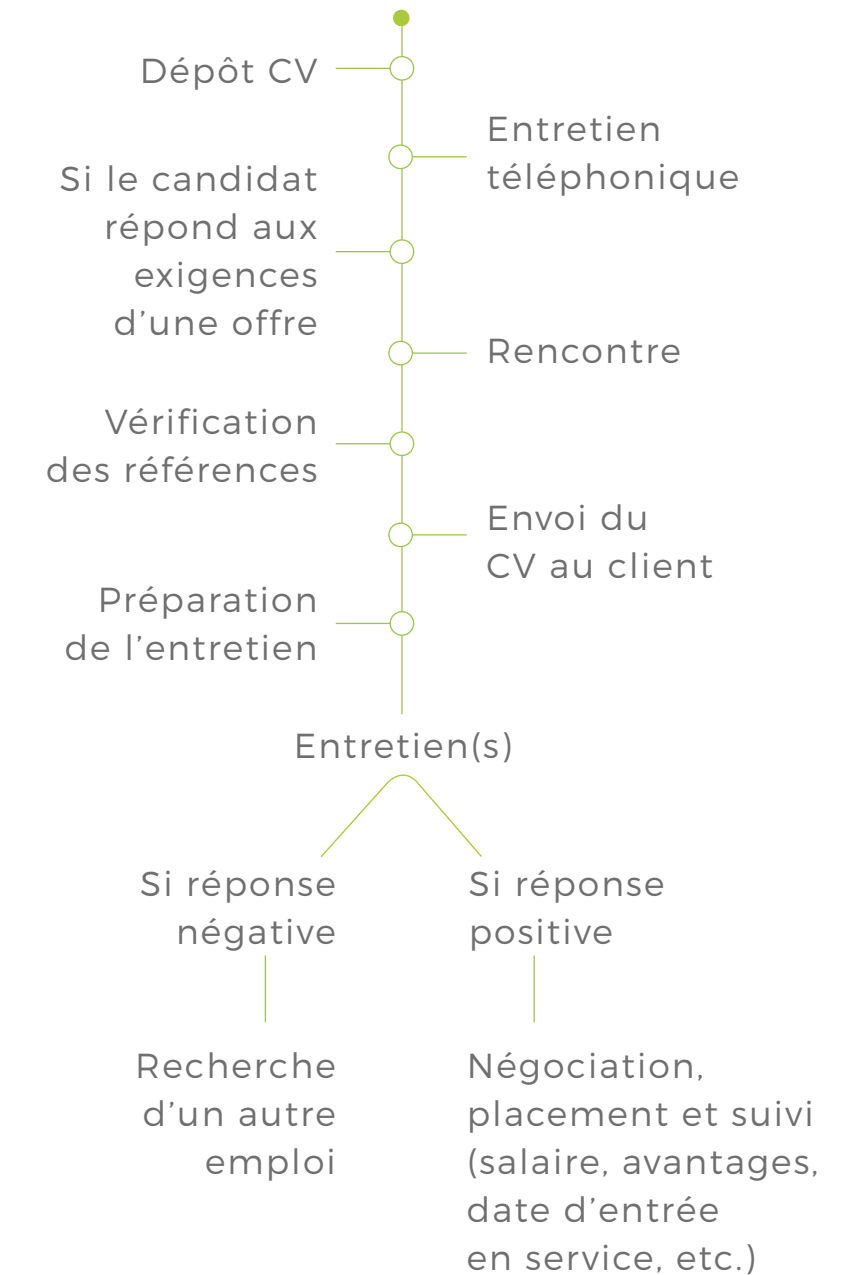 Dépôt CV
Entretien
téléphonique
Si le candidat
répond aux
exigences
d’une offre
Rencontre
Vérification
des références
Envoi du
CV au client
Préparation
de l’entretien
Entretien(s)
Si réponse
négative
Si réponse
positive
Recherche
d’un autre
emploi
Négociation,
placement et suivi
(salaire, avantages,
date d’entrée
en service, etc.)